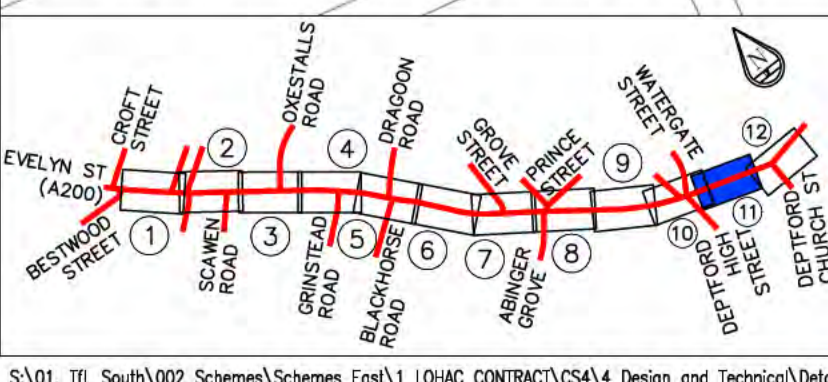 EVELYN ST
(A200)
CROFT
STREET
BESTWOOD
STREET
1
2
SCAWEN
ROAD
OXESTALLS
ROAD
3
4
GRINSTEAD
ROAD
5
DRAGOON
ROAD
BLACKHORSE
ROAD
6
GROVE
STREET
7
PRINCE
STREET
ABINGER
GROVE
8
9
WATERGATE
STREET
10
DEPTFORD
HIGH
STREET
11
12
DEPTFORD
CHURCH ST
N
S:\01_TfL South\002 Schemes\Schemes East\1 LOHAC CONTRACT\CS4\4 Design and Technical\Deta